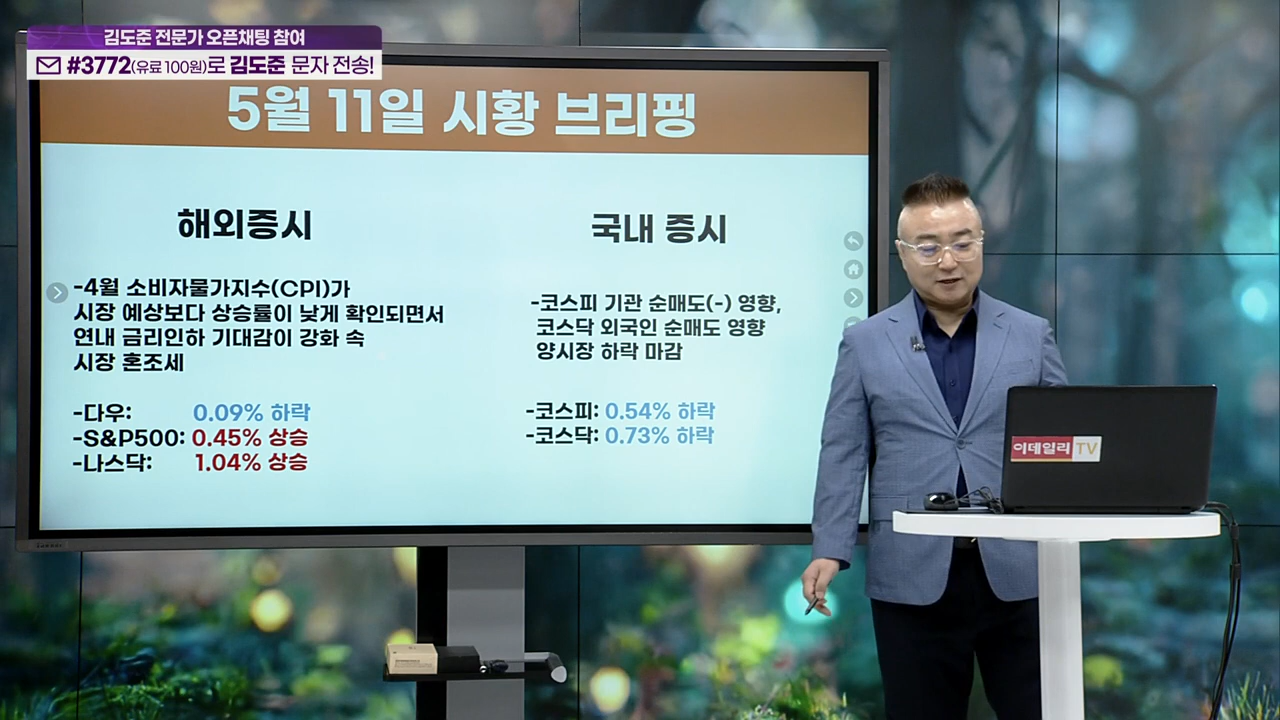 김도준 전문가 오픈채팅 참여
#3772(유료 100원)로 김도준 문자 전송!
5월 11일 시황 브리핑
해외증시
-4월 소비자물가지수(CPI)가
시장 예상보다 상승률이 낮게 확인되면서
연내 금리인하 기대감이 강화 속
시장 혼조세
-다우: 0.09% 하락
-S&P500: 0.45% 상승
-나스닥: 1.04% 상승
국내 증시
-코스피 기관 순매도(-) 영향,
코스닥 외국인 순매도 영향
양시장 하락 마감
-코스피: 0.54% 하락
-코스닥: 0.73% 하락
이데일리 TV